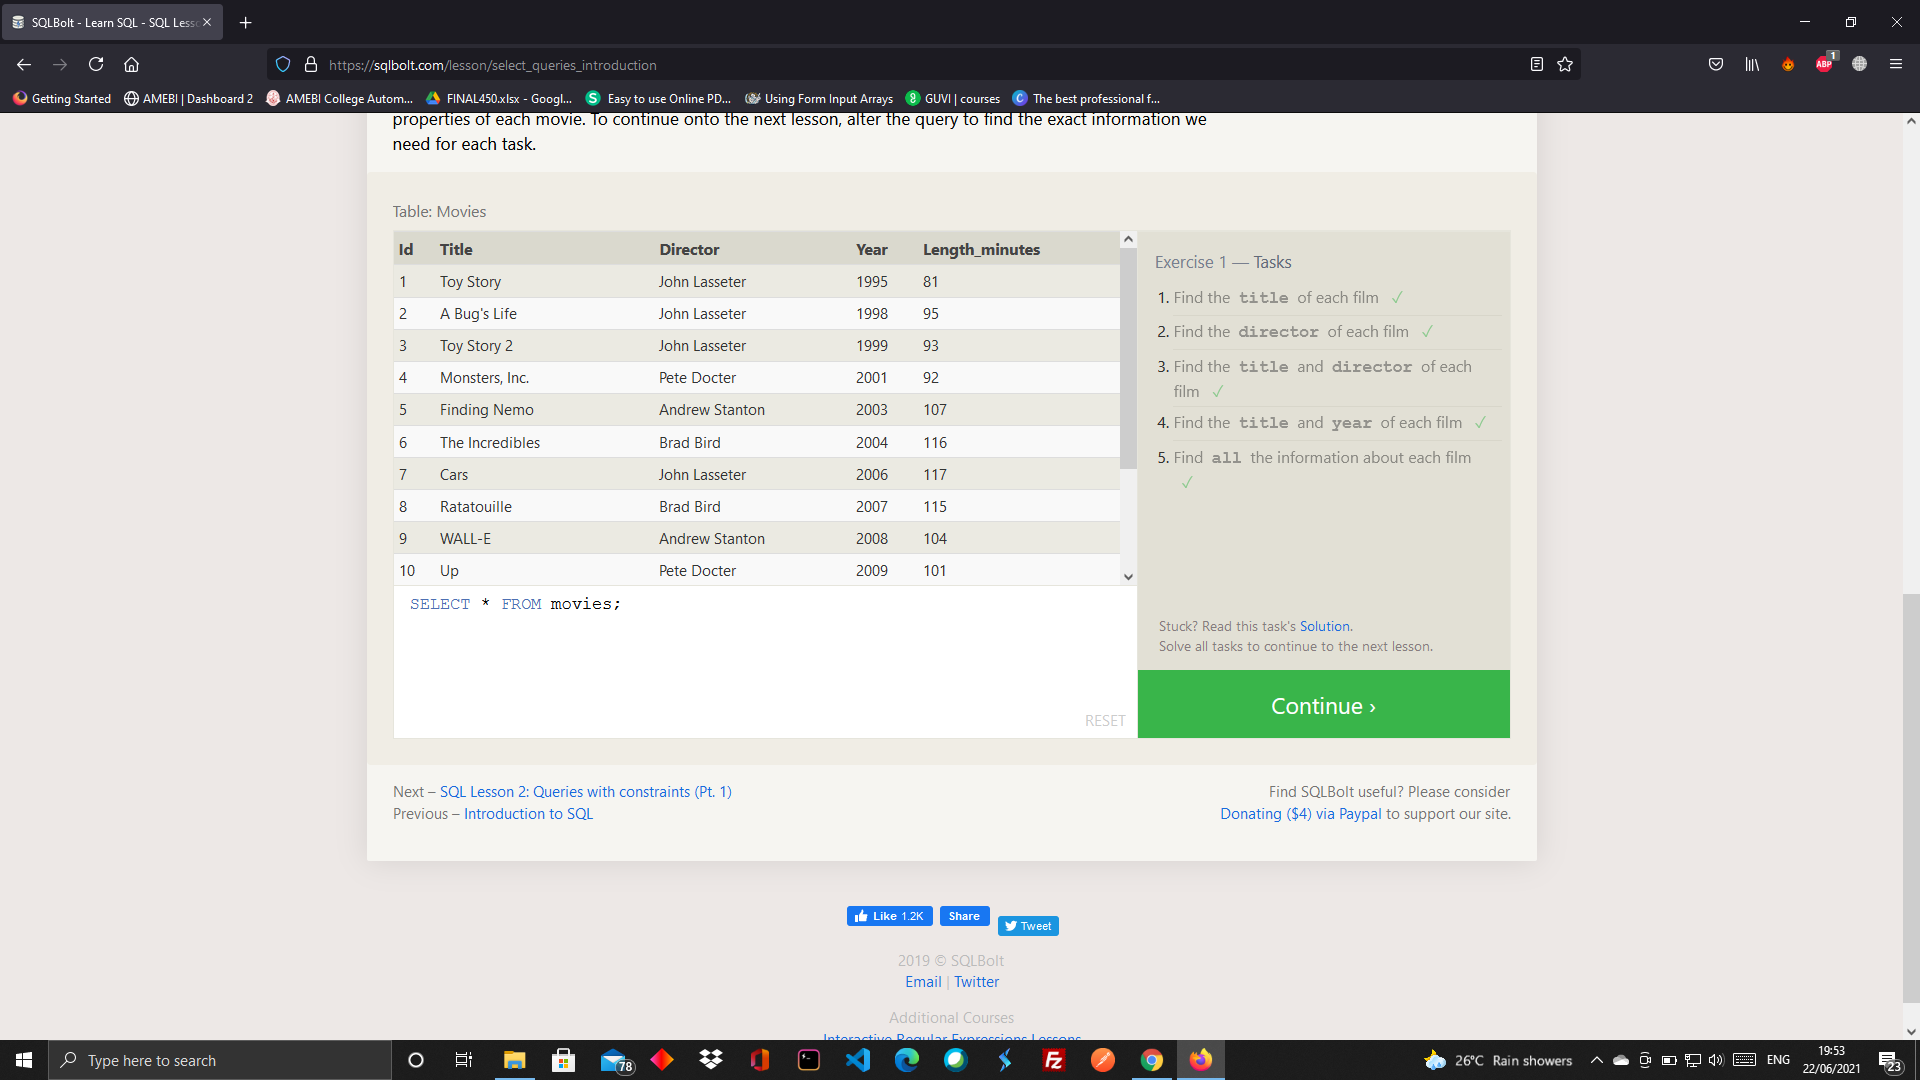 SQLBolt - Learn SQL - SQL Less
https://sqlbolt.com/lesson/select_queries_introduction
ABP
1
Getting Started
AMEBI | Dashboard 2
AMEBI College Autom...
FINAL450.xlsx - Googl...
Easy to use Online PD...
Using Form Input Arrays
GUVI | courses
The best professional f...
properties of each movie. To continue onto the next lesson, alter the query to find the exact information we
need for each task.
Table: Movies
Id Title Director Year Length_minutes
1 Toy Story John Lasseter 1995 81
2 A Bug's Life John Lasseter 1998 95
3 Toy Story 2 John Lasseter 1999 93
4 Monsters, Inc. Pete Docter 2001 92
5 Finding Nemo Andrew Stanton 2003 107
6 The Incredibles Brad Bird 2004 116
7 Cars John Lasseter 2006 117
8 Ratatouille Brad Bird 2007 115
9 WALL-E Andrew Stanton 2008 104
10 Up Pete Docter 2009 101
SELECT * FROM movies;
RESET
Exercise 1 — Tasks
1. Find the title of each film ✓
2. Find the director of each film ✓
3. Find the title and director of each
film ✓
4. Find the title and year of each film ✓
5. Find all the information about each film
✓
Stuck? Read this task's Solution.
Solve all tasks to continue to the next lesson.
Continue ›
Next – SQL Lesson 2: Queries with constraints (Pt. 1)
Previous – Introduction to SQL
Find SQLBolt useful? Please consider
Donating ($4) via Paypal to support our site.
Like 1.2K
Share
Tweet
2019 © SQLBolt
Email | Twitter
Additional Courses
Interactive Regular Expressions Lessons
Type here to search
78
Fz
26°C Rain showers
ENG
19:53
22/06/2021
23